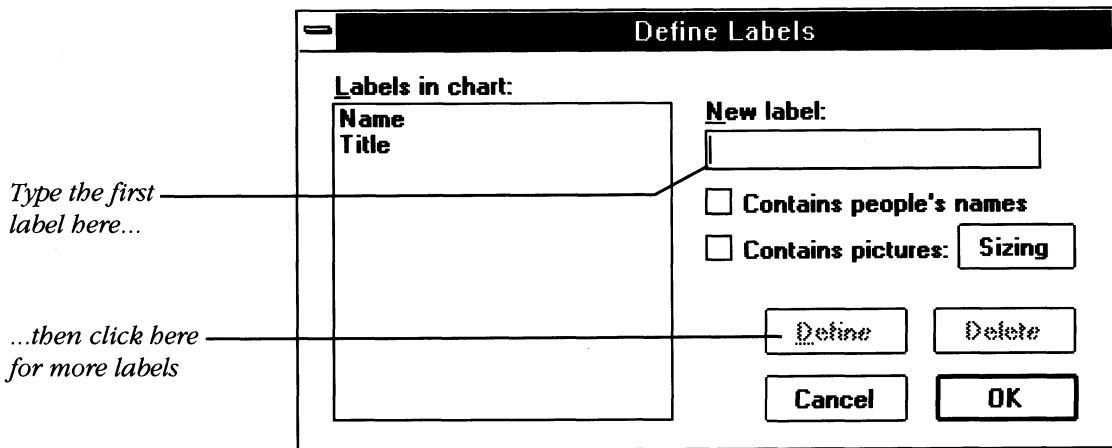 Define Labels
Labels in chart:
Name
Title
New label:
Contains people's names
Contains pictures:
Sizing
Define
Delete
Cancel
OK
Type the first
label here...
...then click here
for more labels